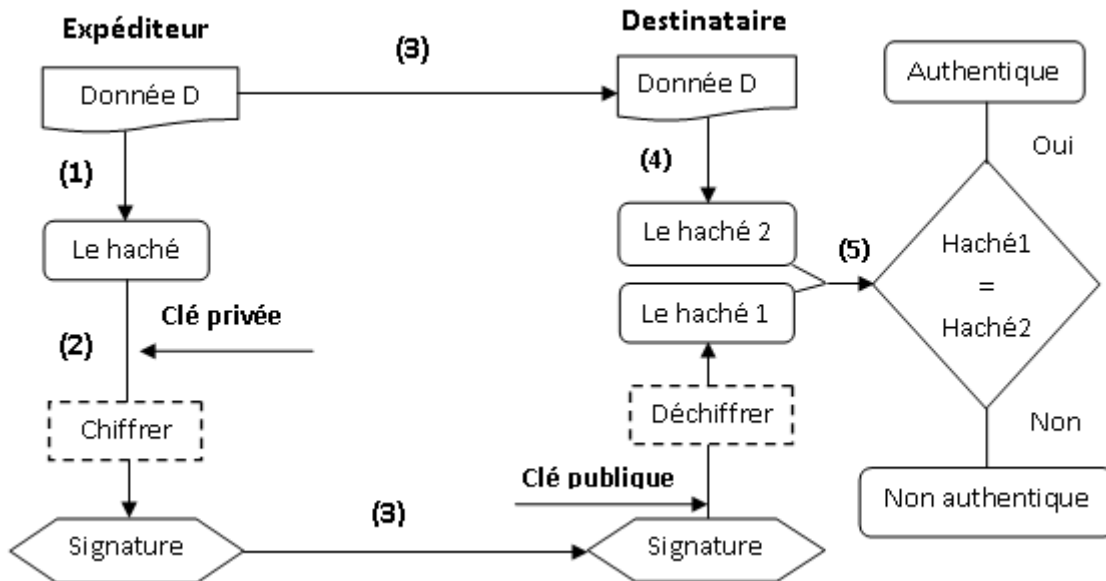 Expéditeur
Destinataire
(3)
Authentique
Donnée D
Donnée D
Oui
(1)
(4)
Le haché
Le haché 2
(5)
Haché1
=
Haché2
Le haché 1
Clé privée
(2)
Chiffrer
Déchiffrer
Non
Clé publique
Non authentique
(3)
Signature
Signature